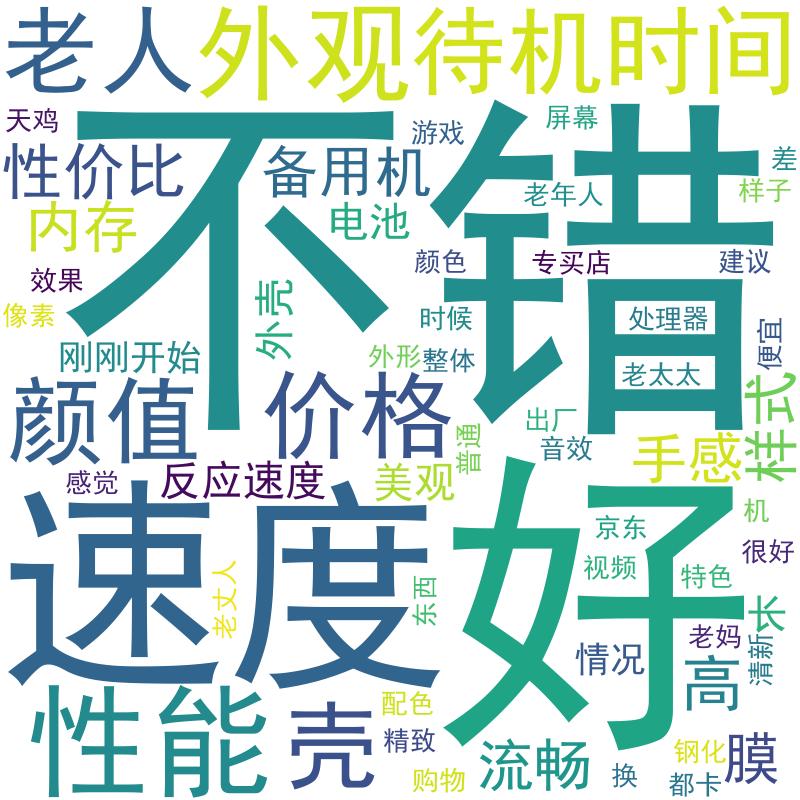 老人
外观
待机时间
天鸡
游戏
屏幕
不错
性价比
备用机
差
老年人
样子
内存
电池
效果
颜色
专买店
建议
像素
外壳
时候
处理器
刚刚开始
外形
整体
便宜
老太太
颜值
价格
出厂
样式
音效
普通
手感
感觉
反应速度
美观
速度
好
机
京东
很好
视频
特色
老丈人
东西
长
老妈
清新
情况
高
性能
壳
配色
精致
流畅
钢化
膜
购物
换
都卡